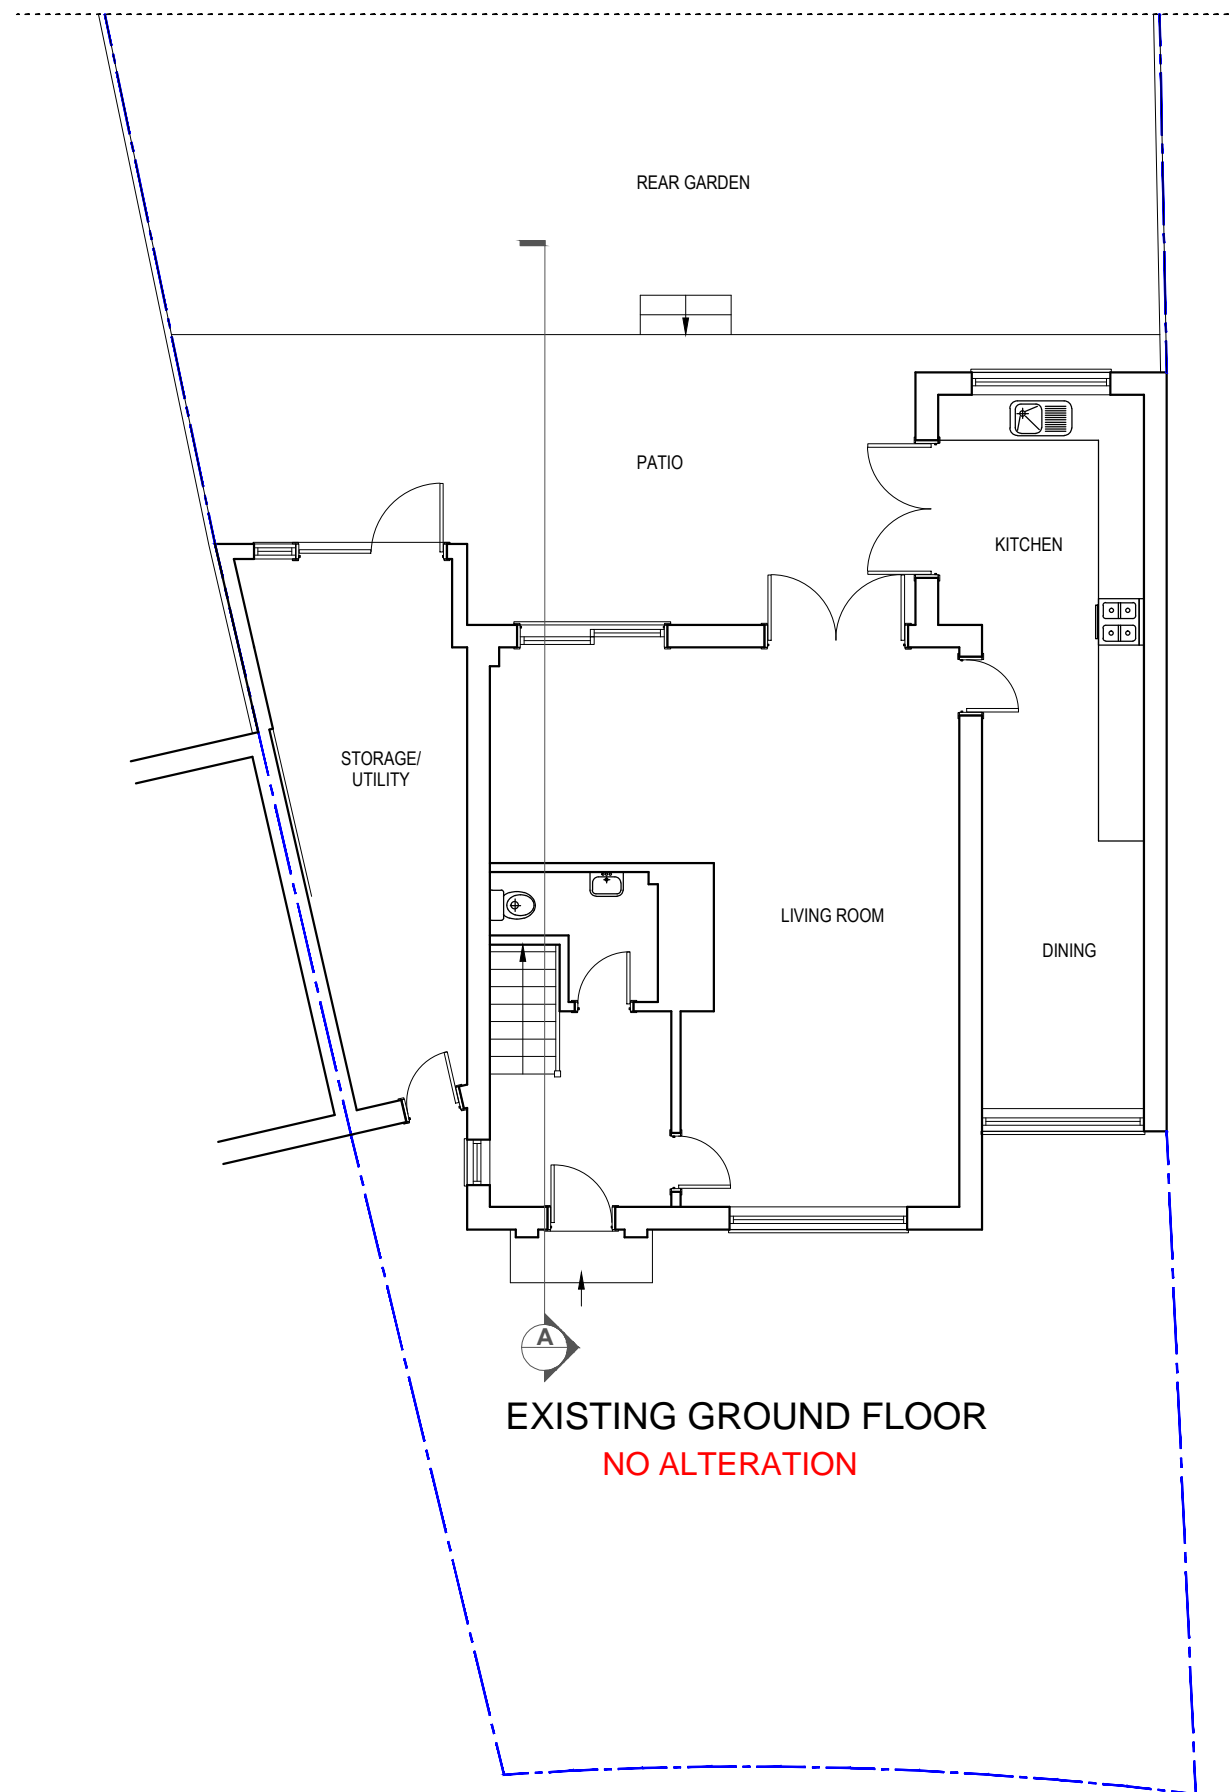 REAR GARDEN
PATIO
KITCHEN
STORAGE/
UTILITY
LIVING ROOM
DINING
A
EXISTING GROUND FLOOR
NO ALTERATION